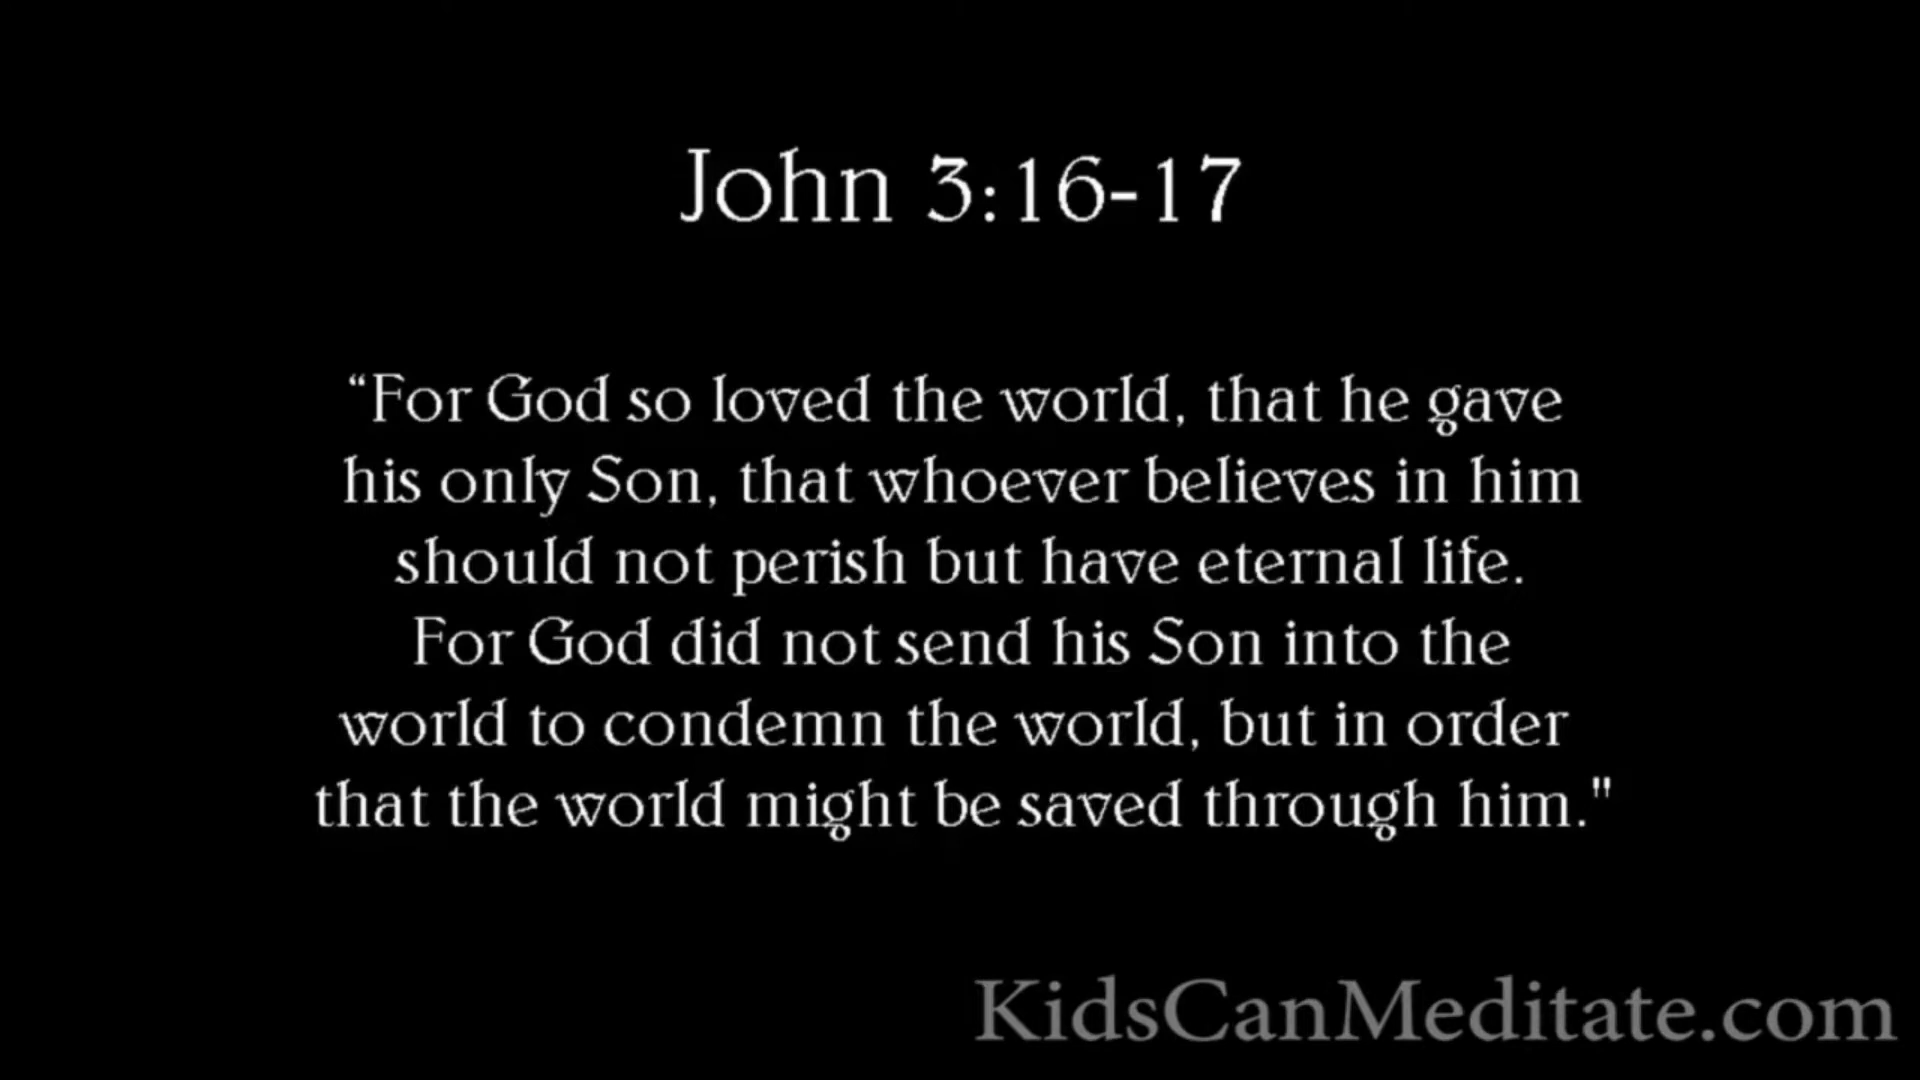 John 3:16-17
“For God so loved the world, that he gave
his only Son, that whoever believes in him
should not perish but have eternal life.
For God did not send his Son into the
world to condemn the world, but in order
that the world might be saved through him."
KidsCanMeditate.com